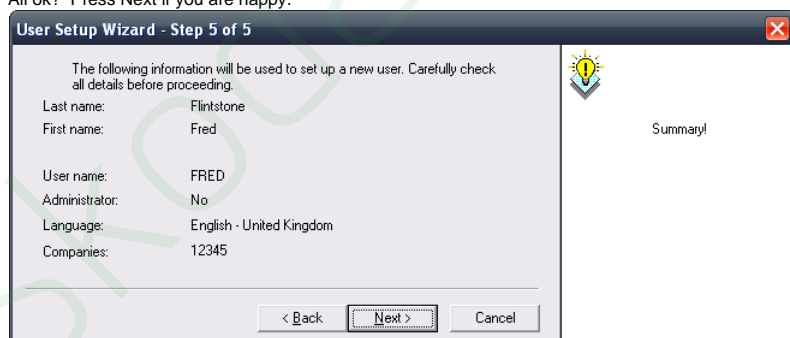 All ok? Press Next if you are happy.
User Setup Wizard - Step 5 of 5
The following information will be used to set up a new user. Carefully check
all details before proceeding.
Last name: Flintstone
First name: Fred
Summary!
User name: FRED
Administrator: No
Language: English - United Kingdom
Companies: 12345
< Back Next > Cancel